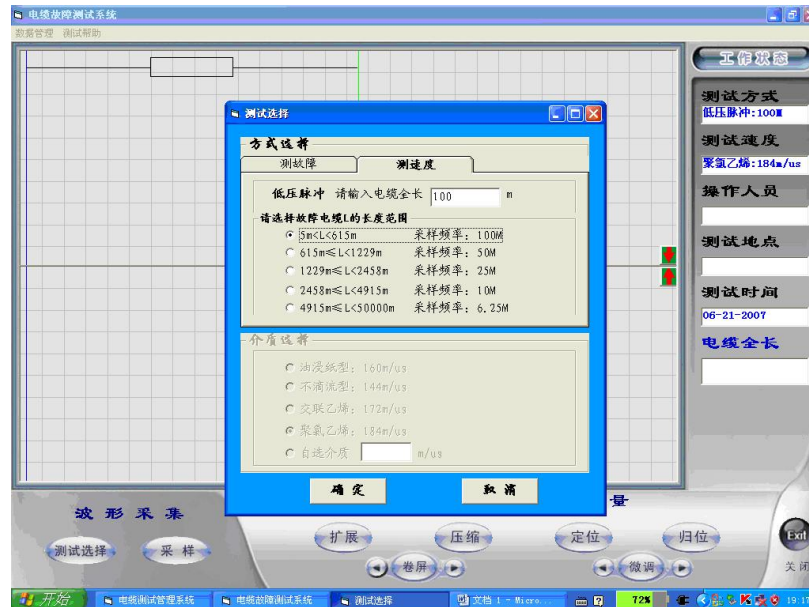 电缆故障测试系统
数据管理 测试帮助
工作状态
测试方式
低压脉冲:100M
测试速度
聚氯乙烯:184m/us
操作人员
测试地点
测试时间
06-21-2007
电缆全长
测试选择
方式选择
测故障 测速度
低压脉冲 请输入电缆全长 100 m
请选择故障电缆L的长度范围
5m<L<615m 采样频率: 100M
615m≤L<1229m 采样频率: 50M
1229m≤L<2458m 采样频率: 25M
2458m≤L<4915m 采样频率: 10M
4915m≤L<50000m 采样频率: 6.25M
介质选择
油浸纸型: 160m/us
不滴流型: 144m/us
交联乙烯: 172m/us
聚氯乙烯: 184m/us
自选介质 m/us
确定 取消
波形采集
量
测试选择 采样
扩展 压缩 定位 归位
卷屏 微调
Exit
关闭
开始 电缆测试管理系统 电缆故障测试系统 测试选择 文档 1 - Micro... 72%